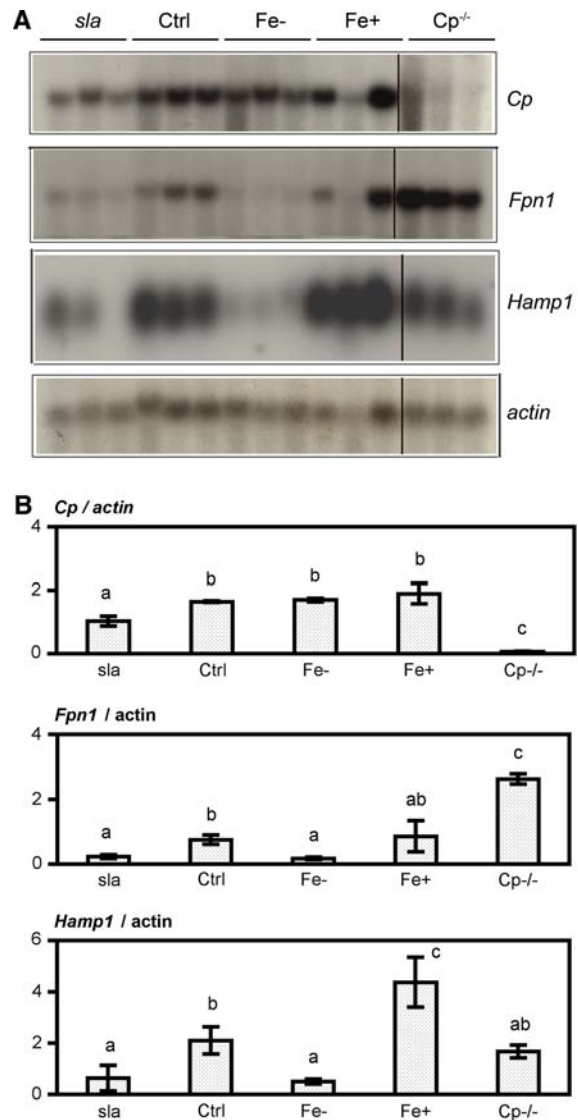 A
sla Ctrl Fe- Fe+ Cp-/-
Cp
Fpn1
Hamp1
actin
B
Cp / actin
4
a b b b c
2
0
sla Ctrl Fe- Fe+ Cp-/-
Fpn1 / actin
4
a b a ab c
2
0
sla Ctrl Fe- Fe+ Cp-/-
Hamp1 / actin
6
a b a c ab
4
2
0
sla Ctrl Fe- Fe+ Cp-/-